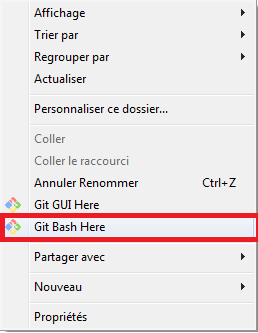 Affichage
Trier par
Regrouper par
Actualiser
Personnaliser ce dossier...
Coller
Coller le raccourci
Annuler Renommer Ctrl+Z
Git GUI Here
Git Bash Here
Partager avec
Nouveau
Propriétés